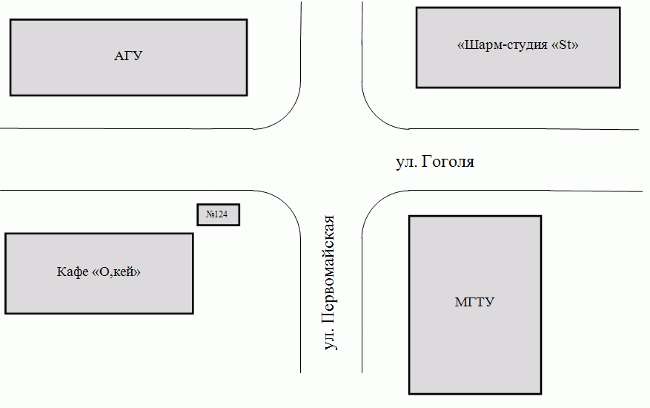 АГУ
«Шарм-студия «St»
ул. Гоголя
№124
Кафе «О,кей»
ул. Первомайская
МГТУ